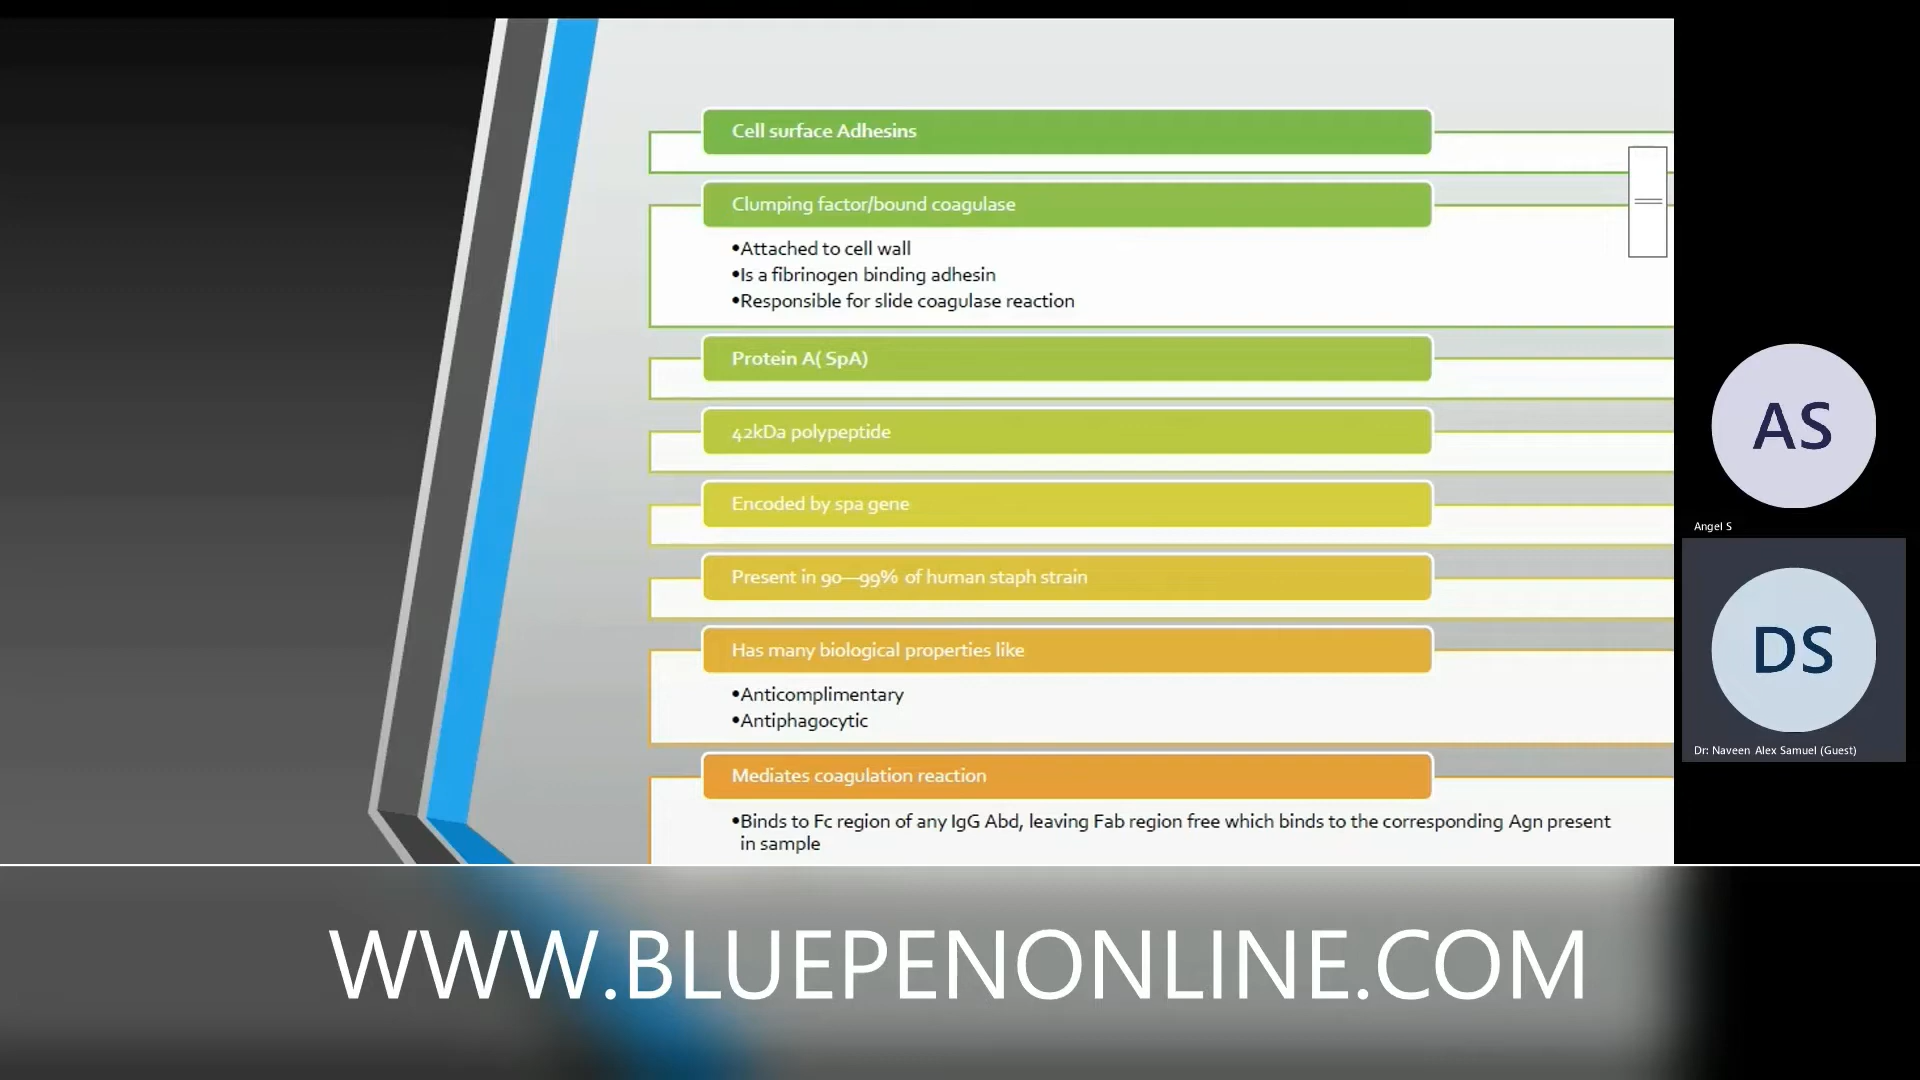 Cell surface Adhesins
Clumping factor/bound coagulase
•Attached to cell wall
•Is a fibrinogen binding adhesin
•Responsible for slide coagulase reaction
Protein A( SpA)
42kDa polypeptide
Encoded by spa gene
Present in 90—99% of human staph strain
Has many biological properties like
•Anticomplimentary
•Antiphagocytic
Mediates coagulation reaction
•Binds to Fc region of any IgG Abd, leaving Fab region free which binds to the corresponding Agn present
in sample
AS
Angel S
DS
Dr: Naveen Alex Samuel (Guest)
WWW.BLUEPENONLINE.COM